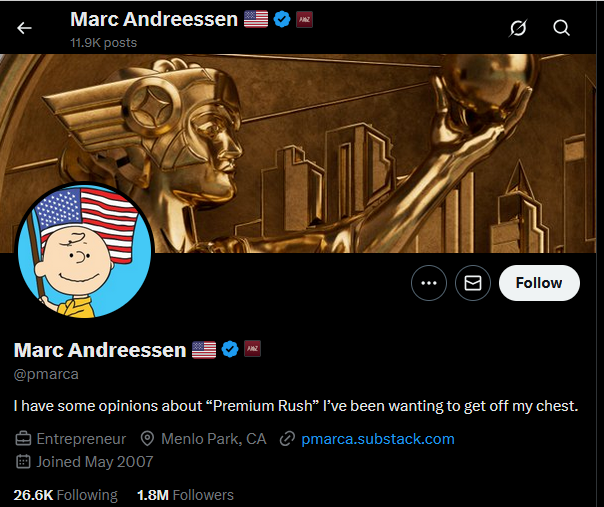 Marc Andreessen
11.9K posts
Follow
Marc Andreessen
@pmarca
I have some opinions about “Premium Rush” I’ve been wanting to get off my chest.
Entrepreneur Menlo Park, CA pmarca.substack.com
Joined May 2007
26.6K Following 1.8M Followers